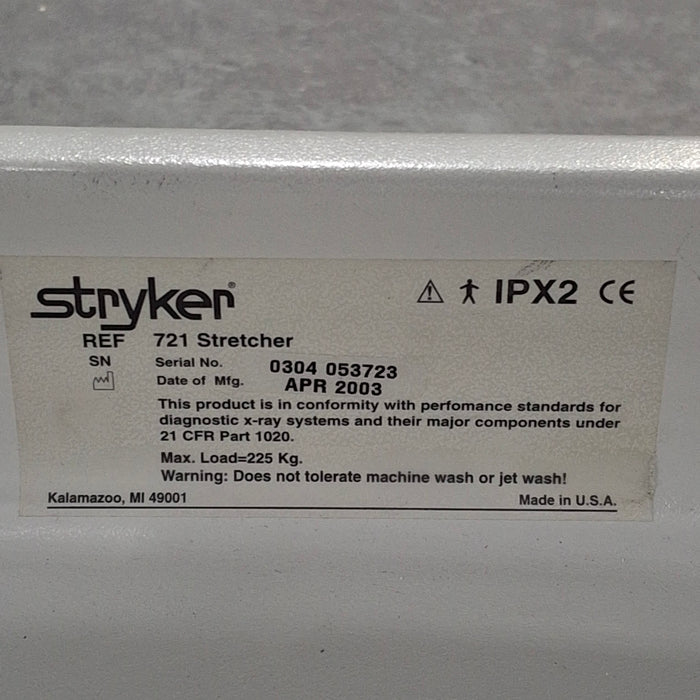 stryker®
⚠ IPX2 CE
REF 721 Stretcher
SN Serial No. 0304 053723
Date of Mfg. APR 2003
This product is in conformity with perfomance standards for
diagnostic x-ray systems and their major components under
21 CFR Part 1020.
Max. Load=225 Kg.
Warning: Does not tolerate machine wash or jet wash!
Kalamazoo, MI 49001 Made in U.S.A.